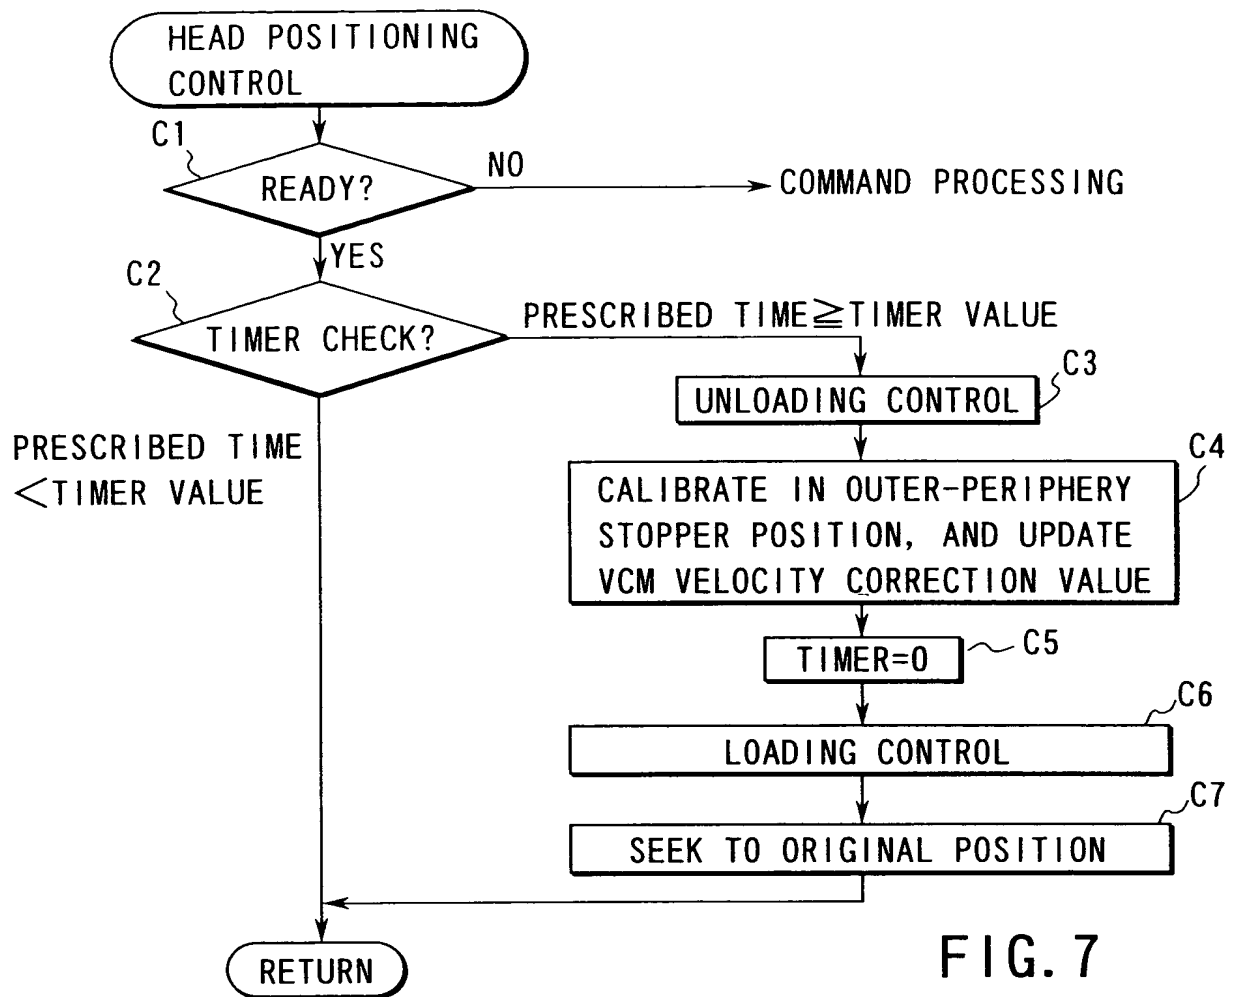 HEAD POSITIONING
CONTROL
C1
READY?
NO
COMMAND PROCESSING
YES
C2
TIMER CHECK?
PRESCRIBED TIME≧TIMER VALUE
C3
UNLOADING CONTROL
PRESCRIBED TIME
<TIMER VALUE
C4
CALIBRATE IN OUTER-PERIPHERY
STOPPER POSITION, AND UPDATE
VCM VELOCITY CORRECTION VALUE
TIMER=0
C5
C6
LOADING CONTROL
C7
SEEK TO ORIGINAL POSITION
RETURN
FIG. 7